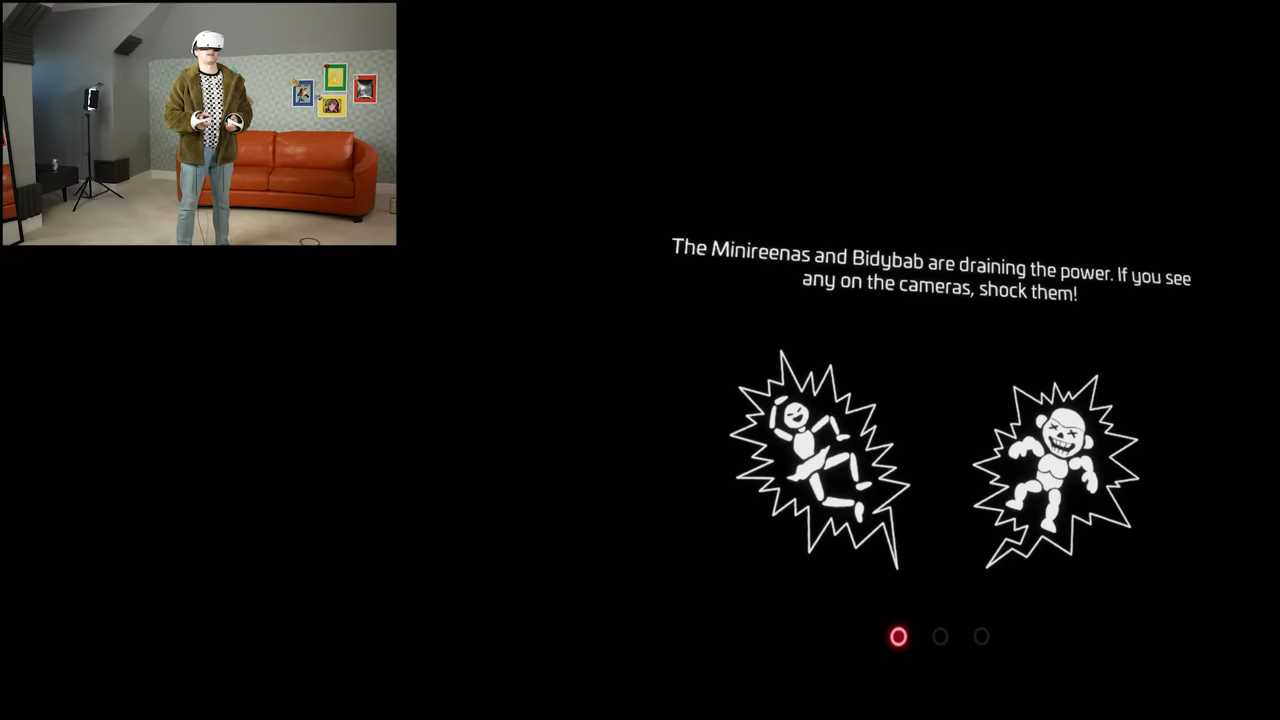 The Minireenas and Bidybab are draining the power. If you see
any on the cameras, shock them!